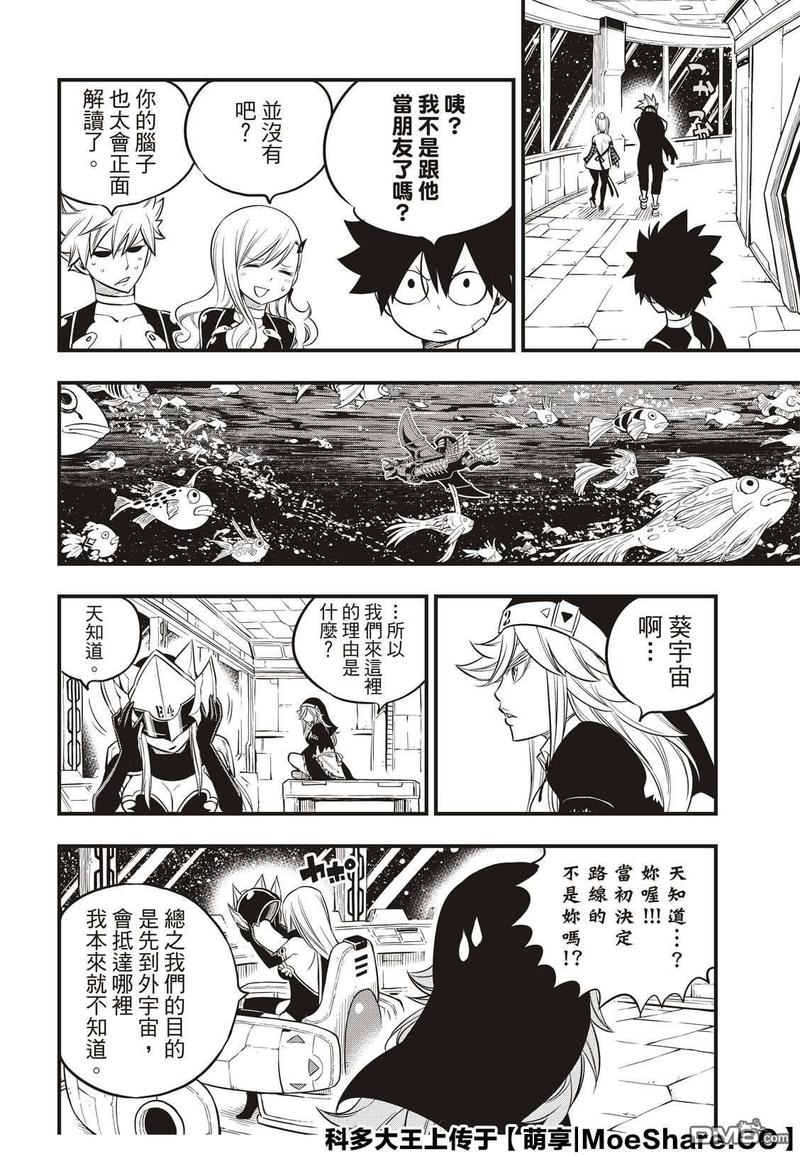 咦？
我不是跟他
當朋友了嗎？
並沒有
吧？
你的腦子
也太會正面
解讀了。
葵宇宙
啊…
2
…所以
我們來這裡
的理由是
什麼？
天知道。
E4
天知道…？
妳喔!!!
當初決定
路線的
不是妳嗎!?
カポ
總之我們的目的
是先到外宇宙，
會抵達哪裡
我本來就不知道。
科多大王上传于【萌享|MoeShare.CC】